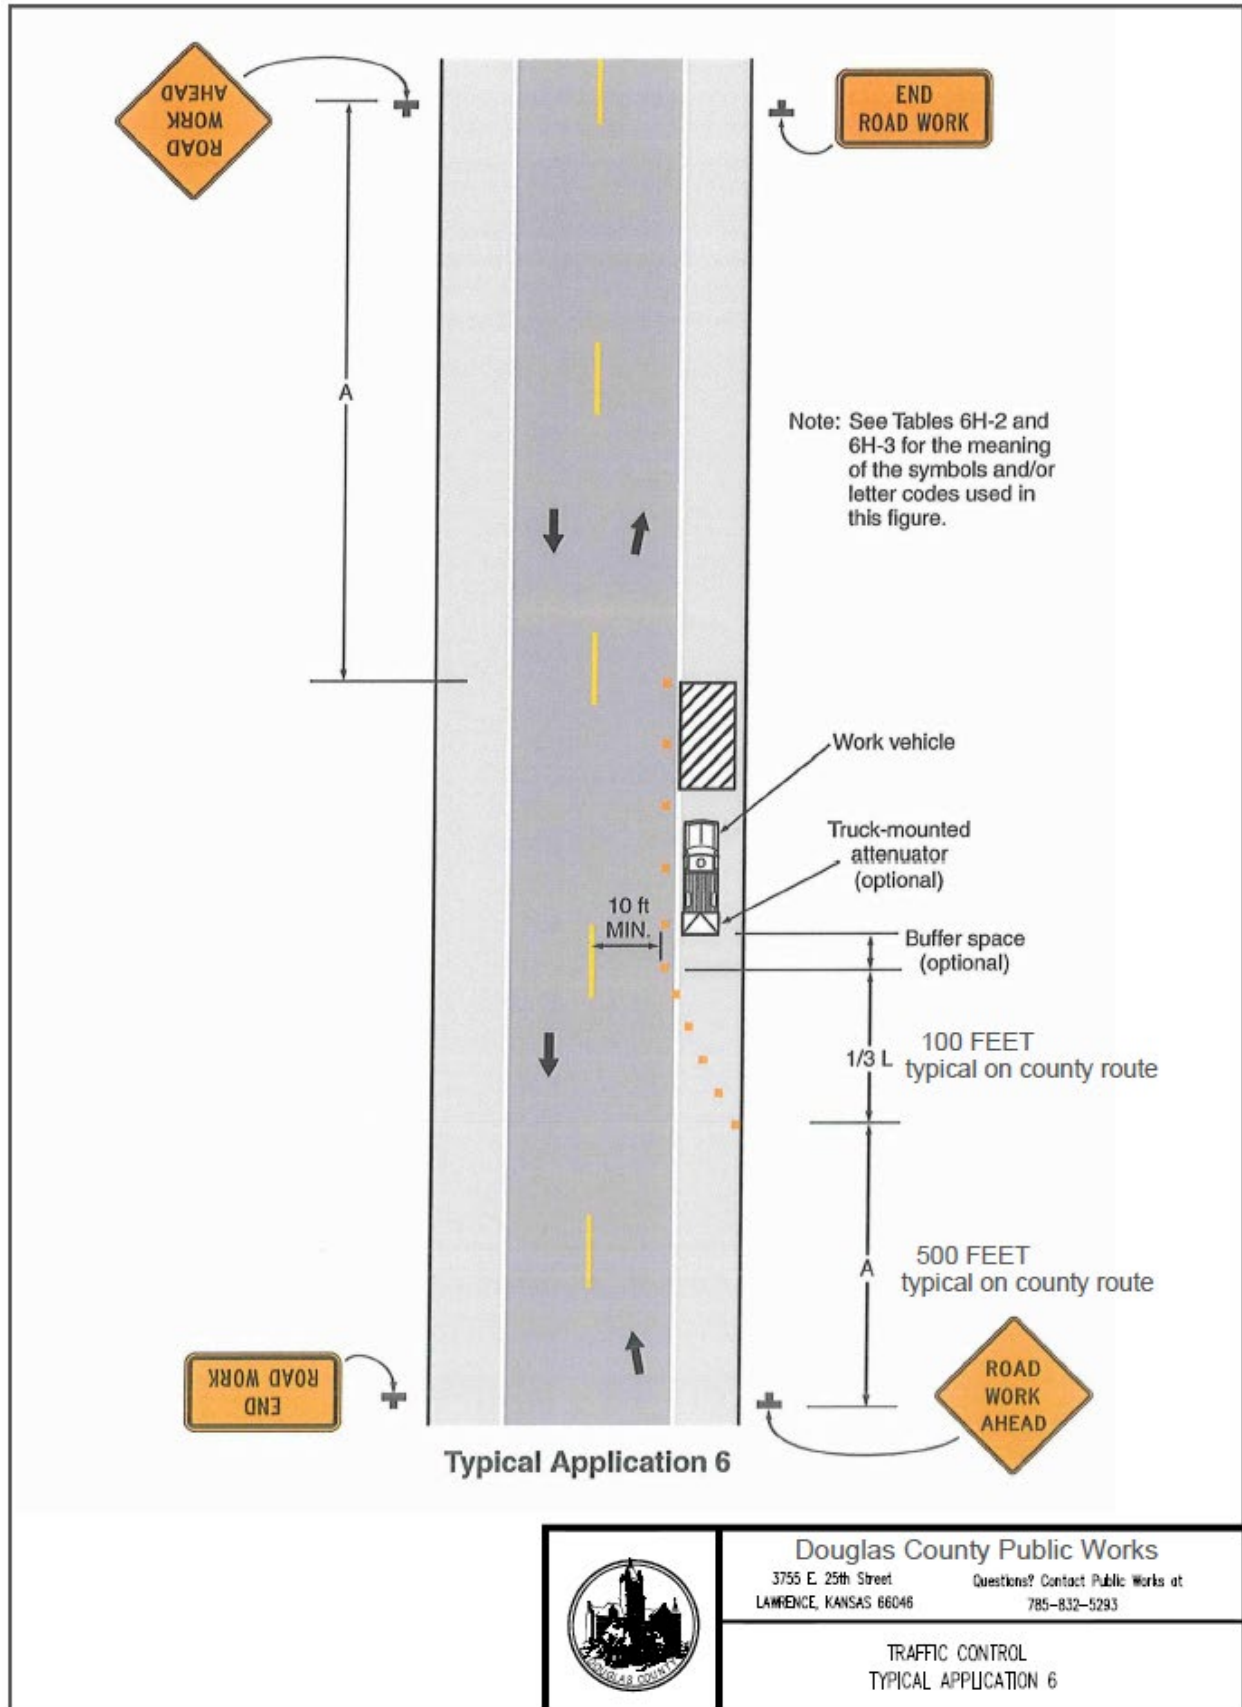 ROAD
WORK
AHEAD
END
ROAD WORK
A
Note: See Tables 6H-2 and
6H-3 for the meaning
of the symbols and/or
letter codes used in
this figure.
Work vehicle
Truck-mounted
attenuator
(optional)
10 ft
MIN.
Buffer space
(optional)
1/3 L
100 FEET
typical on county route
A
500 FEET
typical on county route
END
ROAD WORK
ROAD
WORK
AHEAD
Typical Application 6
DOUGLAS COUNTY
Douglas County Public Works
3755 E. 25th Street
LAWRENCE, KANSAS 66046
Questions? Contact Public Works at
785-832-5293
TRAFFIC CONTROL
TYPICAL APPLICATION 6